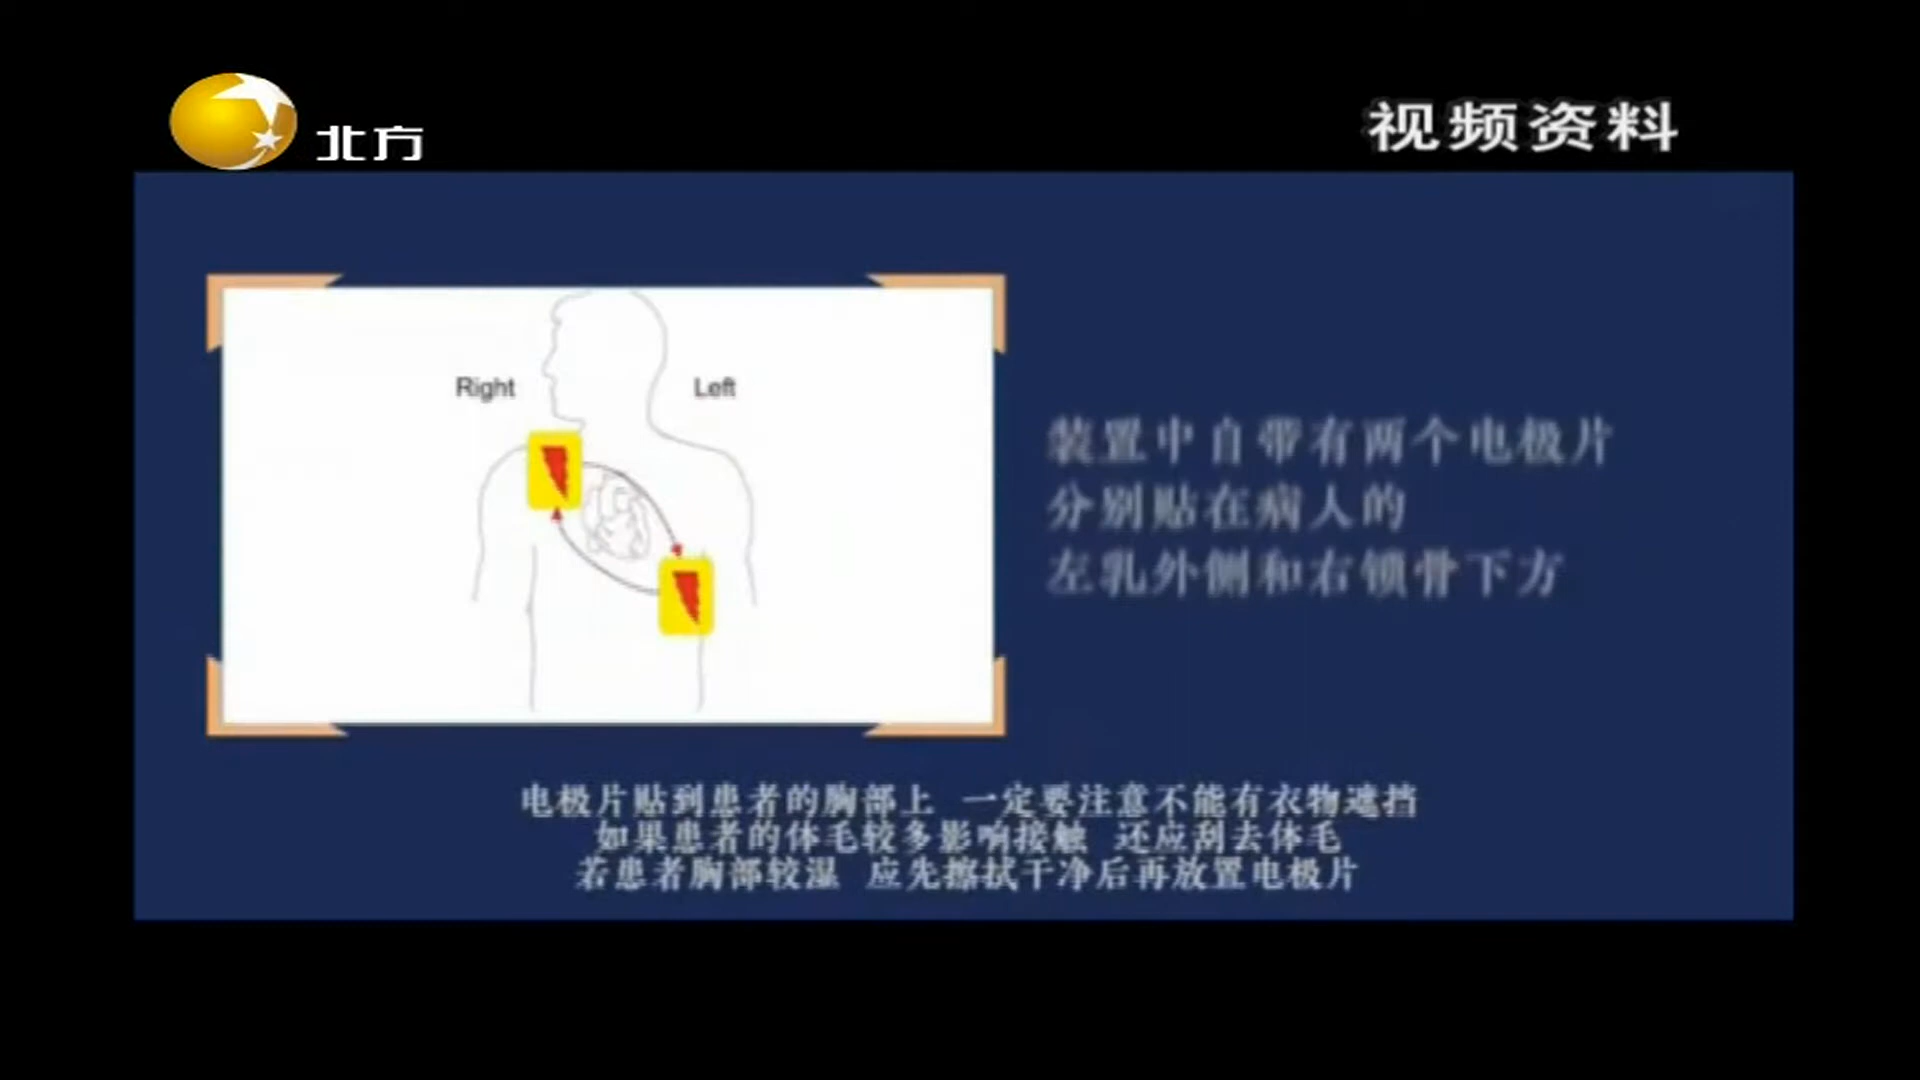 北方
视频资料
Right
Left
装置中自带有两个电极片
分别贴在病人的
左乳外侧和右锁骨下方
电极片贴到患者的胸部上 一定要注意不能有衣物遮挡
如果患者的体毛较多影响接触 还应刮去体毛
若患者胸部较湿 应先擦拭干净后再放置电极片